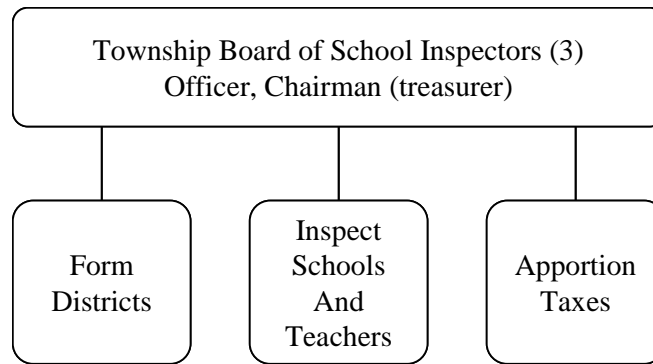 Township Board of School Inspectors (3)
Officer, Chairman (treasurer)
Form
Districts
Inspect
Schools
And
Teachers
Apportion
Taxes